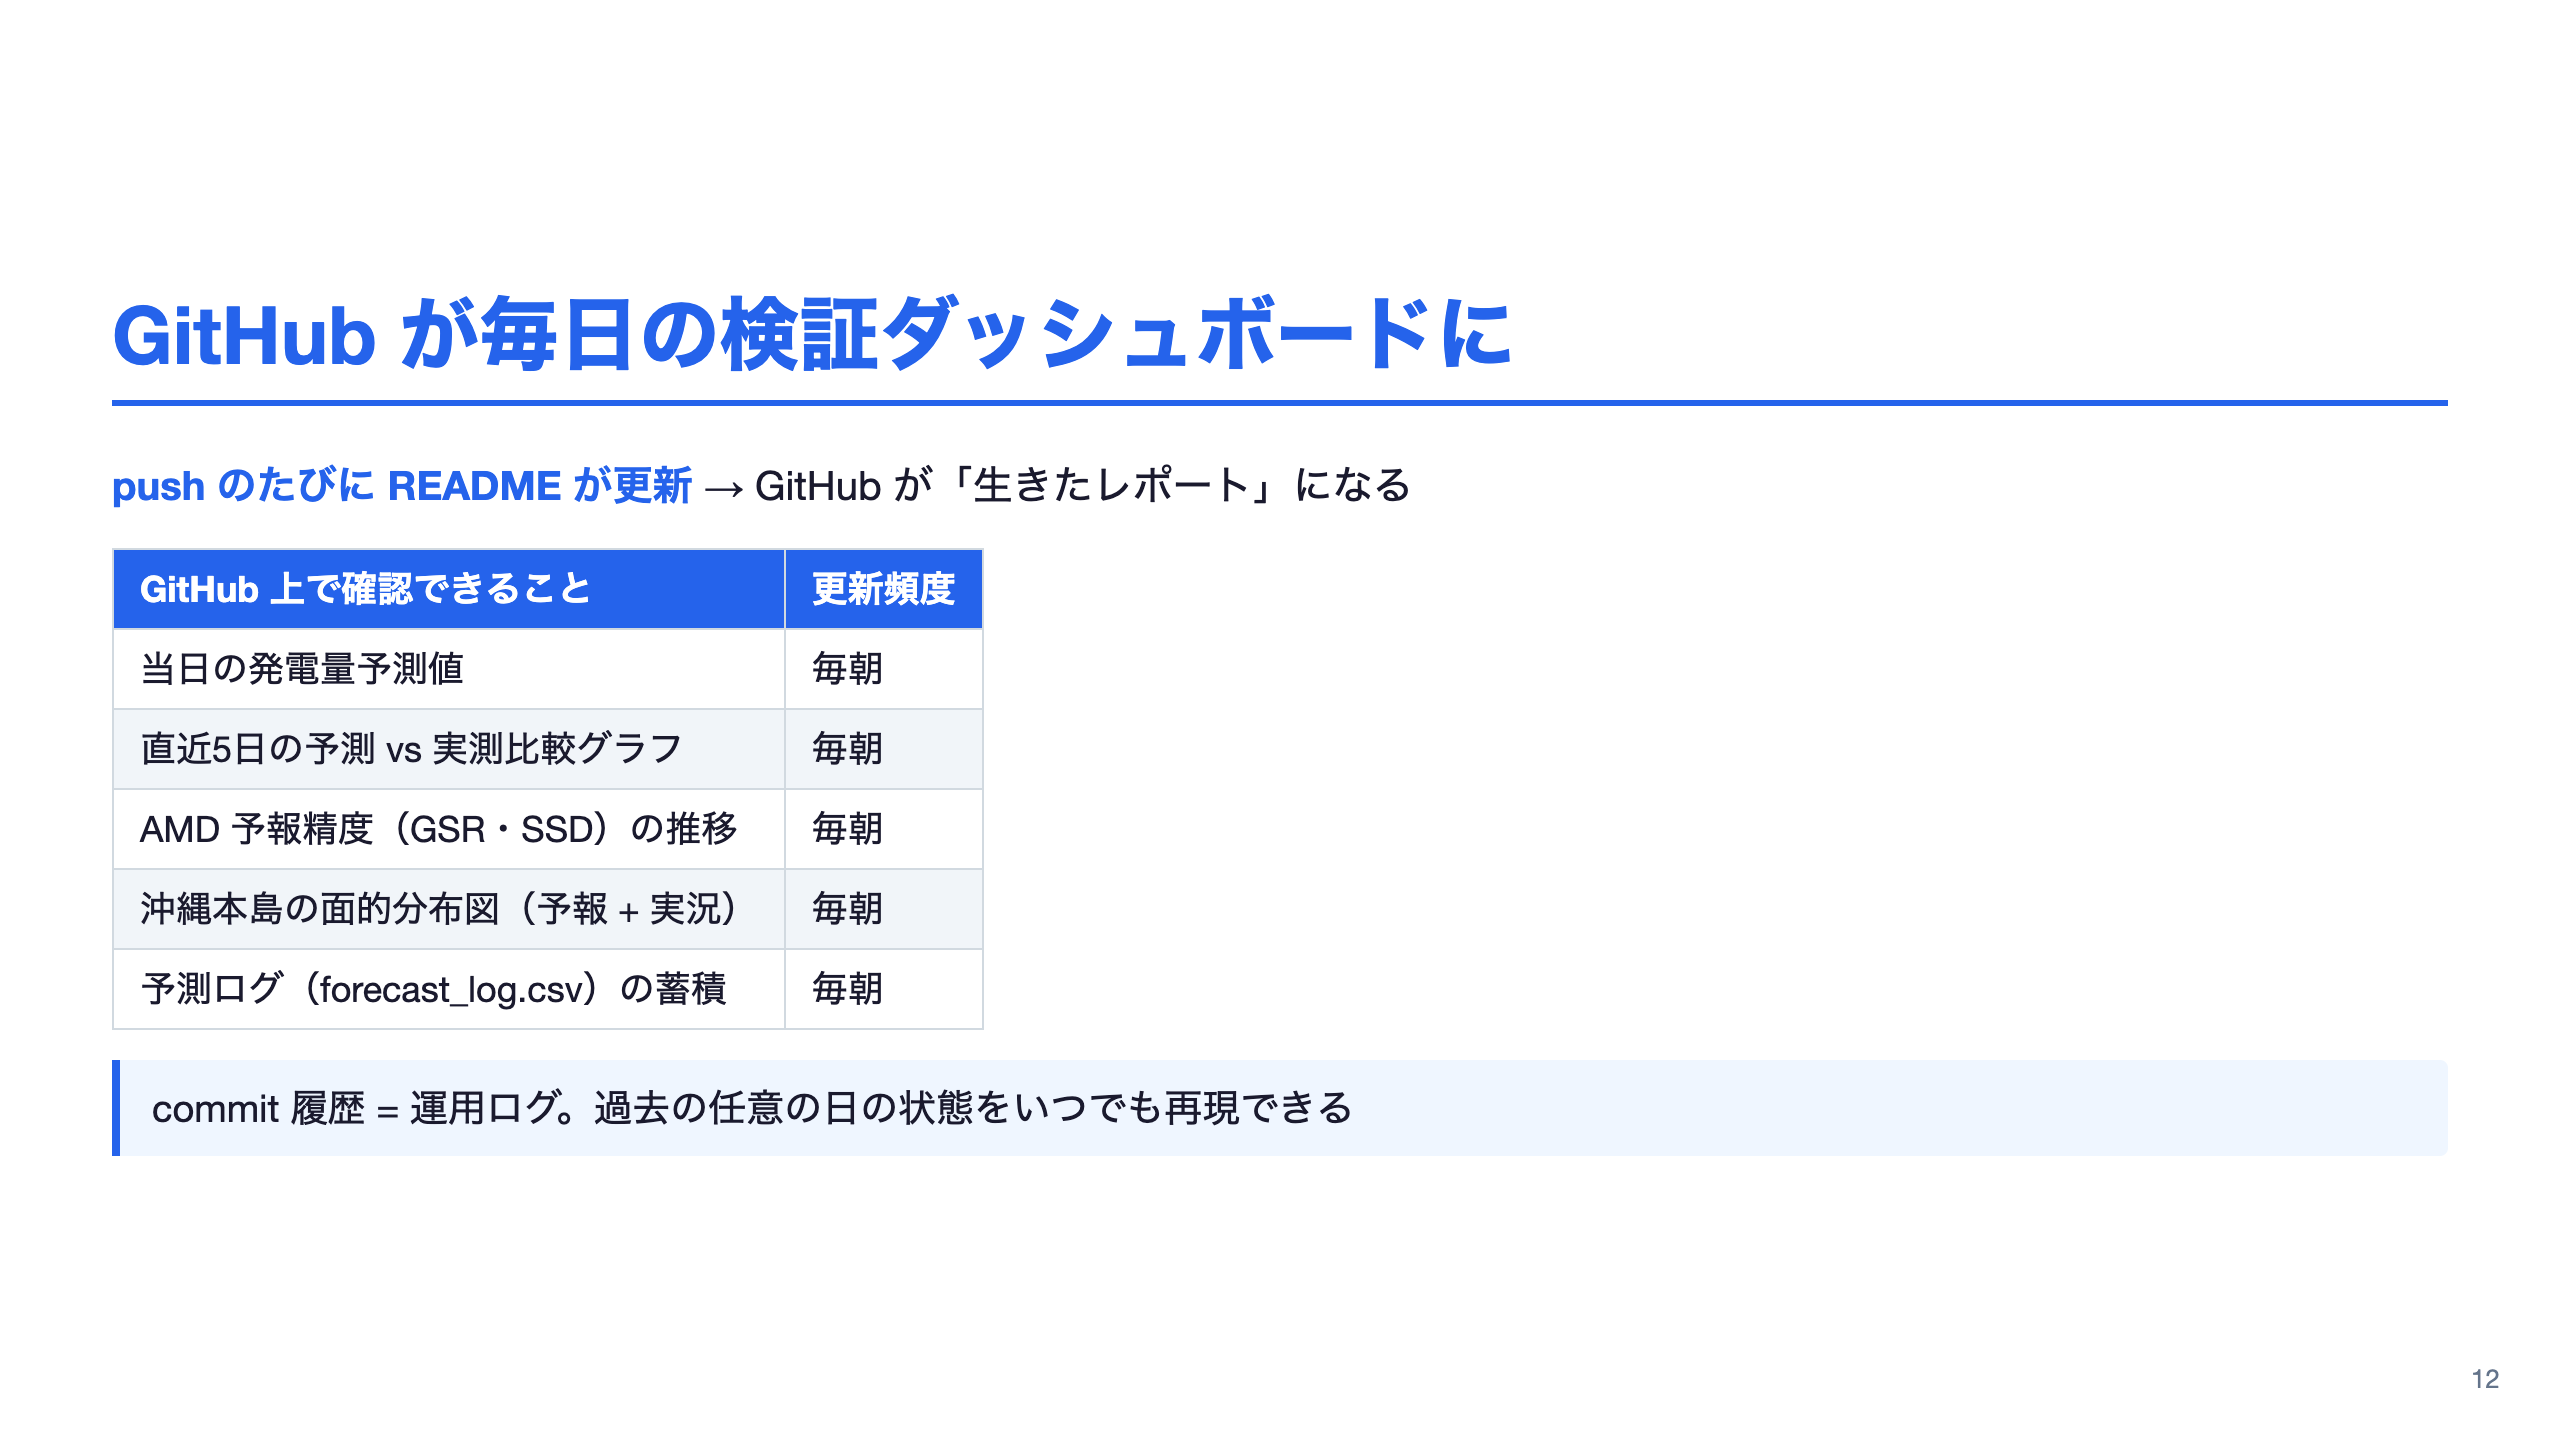 GitHub が毎日の検証ダッシュボードに
push のたびに README が更新 → GitHub が「生きたレポート」になる
GitHub 上で確認できること 更新頻度
当日の発電量予測値 毎朝
直近5日の予測 vs 実測比較グラフ 毎朝
AMD 予報精度（GSR・SSD）の推移 毎朝
沖縄本島の面的分布図（予報 + 実況） 毎朝
予測ログ（forecast_log.csv）の蓄積 毎朝
commit 履歴 = 運用ログ。過去の任意の日の状態をいつでも再現できる
12